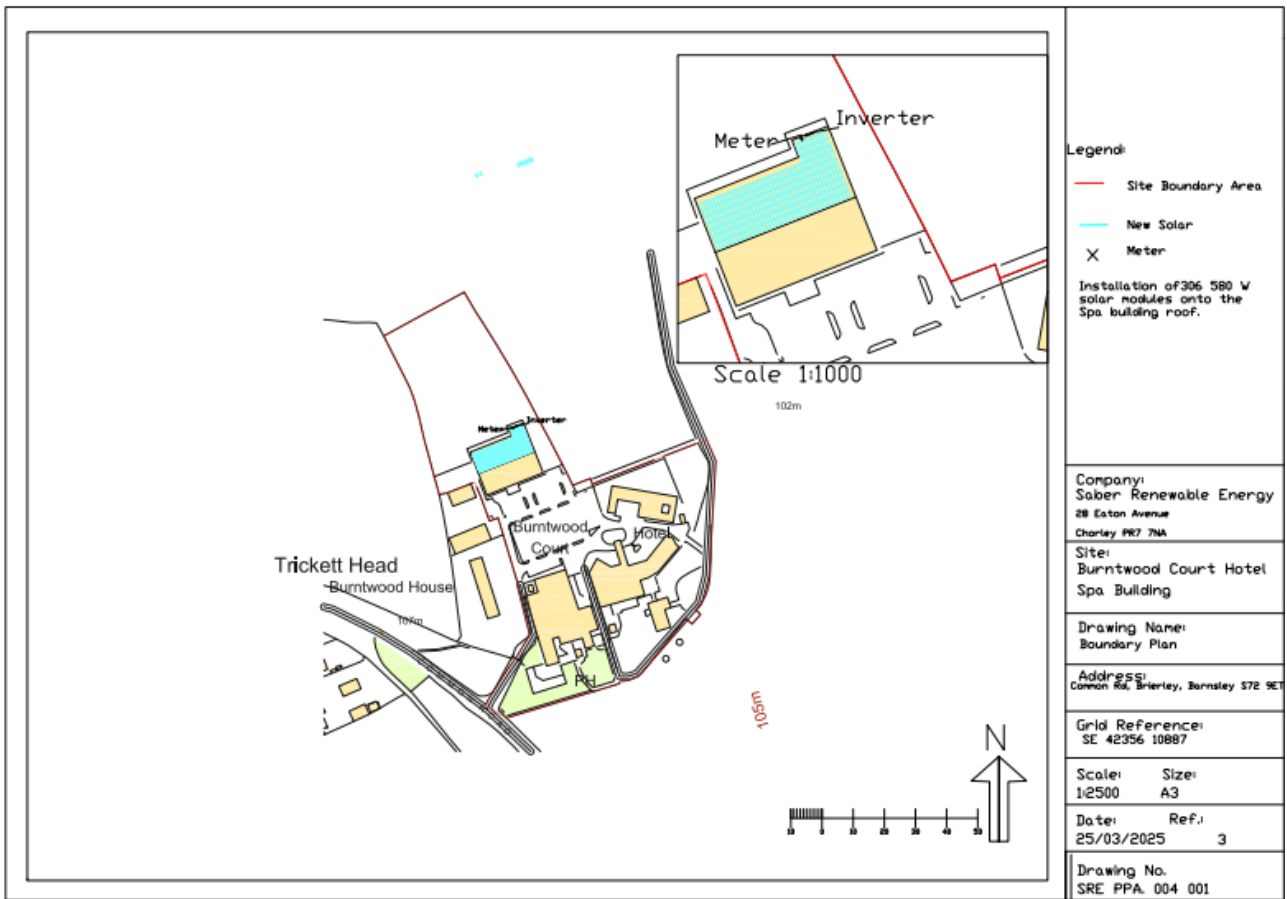 Inverter
Meter
Scale 1:1000
102m
Meter
Inverter
Burntwood
Court
Hotel
Trickett Head
Burntwood House
107m
PH
105m
N
10 0 10 20 30 40 50
Legend:
Site Boundary Area
New Solar
Meter
Installation of306 580 W
solar modules onto the
Spa building roof.
Company:
Saber Renewable Energy
28 Eaton Avenue
Chorley PR7 7NA
Site:
Burntwood Court Hotel
Spa Building
Drawing Name:
Boundary Plan
Address:
Common Rd, Brierley, Barnsley S72 9ET
Grid Reference:
SE 42356 10887
Scale: Size:
1:2500 A3
Date: Ref.:
25/03/2025 3
Drawing No.
SRE PPA. 004 001